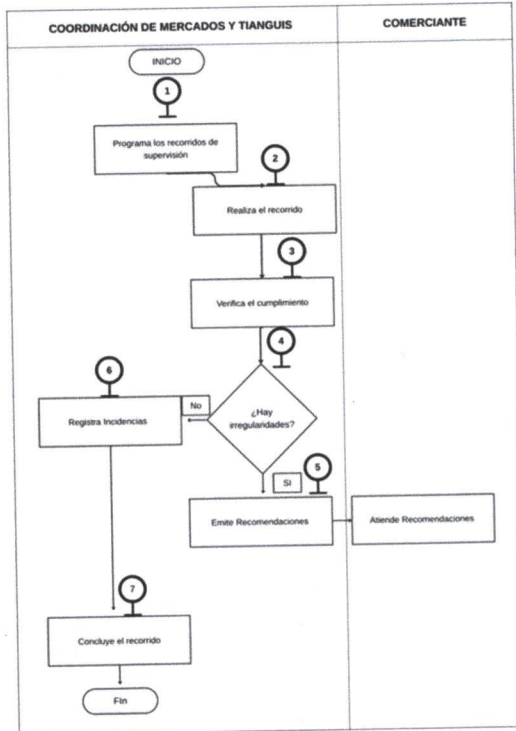 COORDINACIÓN DE MERCADOS Y TIANGUIS
COMERCIANTE
INICIO
1
Programa los recorridos de
supervisión
2
Realiza el recorrido
3
Verifica el cumplimiento
4
¿Hay
irregularidades?
No
6
Registra Incidencias
SI
5
Emite Recomendaciones
Atiende Recomendaciones
7
Concluye el recorrido
Fin